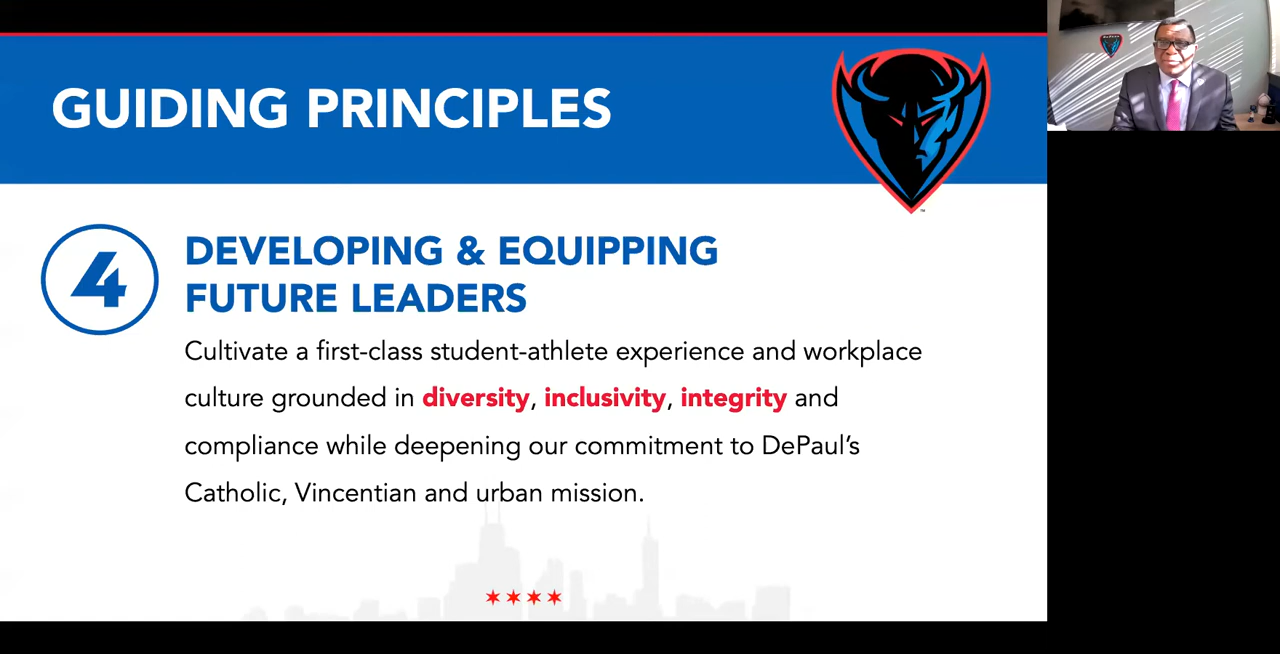 GUIDING PRINCIPLES
™
4
DEVELOPING & EQUIPPING
FUTURE LEADERS
Cultivate a first-class student-athlete experience and workplace
culture grounded in diversity, inclusivity, integrity and
compliance while deepening our commitment to DePaul’s
Catholic, Vincentian and urban mission.